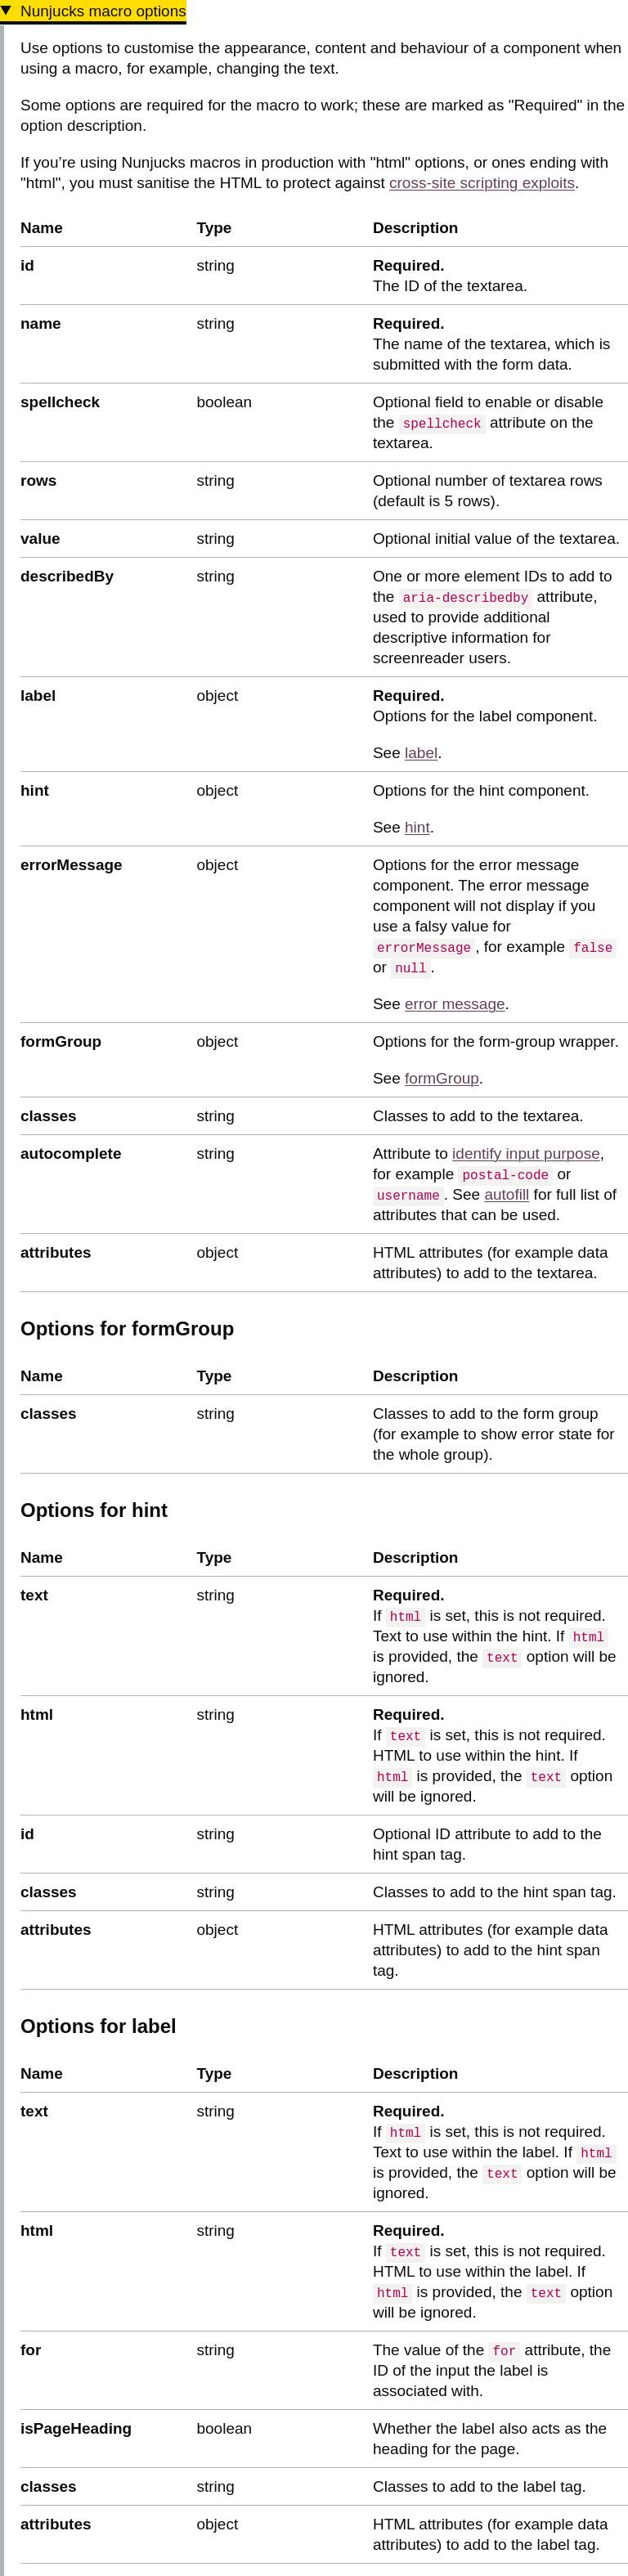 Nunjucks macro options
Use options to customise the appearance, content and behaviour of a component when
using a macro, for example, changing the text.
Some options are required for the macro to work; these are marked as "Required" in the
option description.
If you’re using Nunjucks macros in production with "html" options, or ones ending with
"html", you must sanitise the HTML to protect against cross-site scripting exploits.
Name Type Description
id string Required.
The ID of the textarea.
name string Required.
The name of the textarea, which is
submitted with the form data.
spellcheck boolean Optional field to enable or disable
the spellcheck attribute on the
textarea.
rows string Optional number of textarea rows
(default is 5 rows).
value string Optional initial value of the textarea.
describedBy string One or more element IDs to add to
the aria-describedby attribute,
used to provide additional
descriptive information for
screenreader users.
label object Required.
Options for the label component.
See label.
hint object Options for the hint component.
See hint.
errorMessage object Options for the error message
component. The error message
component will not display if you
use a falsy value for
errorMessage, for example false
or null.
See error message.
formGroup object Options for the form-group wrapper.
See formGroup.
classes string Classes to add to the textarea.
autocomplete string Attribute to identify input purpose,
for example postal-code or
username. See autofill for full list of
attributes that can be used.
attributes object HTML attributes (for example data
attributes) to add to the textarea.
Options for formGroup
Name Type Description
classes string Classes to add to the form group
(for example to show error state for
the whole group).
Options for hint
Name Type Description
text string Required.
If html is set, this is not required.
Text to use within the hint. If html
is provided, the text option will be
ignored.
html string Required.
If text is set, this is not required.
HTML to use within the hint. If
html is provided, the text option
will be ignored.
id string Optional ID attribute to add to the
hint span tag.
classes string Classes to add to the hint span tag.
attributes object HTML attributes (for example data
attributes) to add to the hint span
tag.
Options for label
Name Type Description
text string Required.
If html is set, this is not required.
Text to use within the label. If html
is provided, the text option will be
ignored.
html string Required.
If text is set, this is not required.
HTML to use within the label. If
html is provided, the text option
will be ignored.
for string The value of the for attribute, the
ID of the input the label is
associated with.
isPageHeading boolean Whether the label also acts as the
heading for the page.
classes string Classes to add to the label tag.
attributes object HTML attributes (for example data
attributes) to add to the label tag.